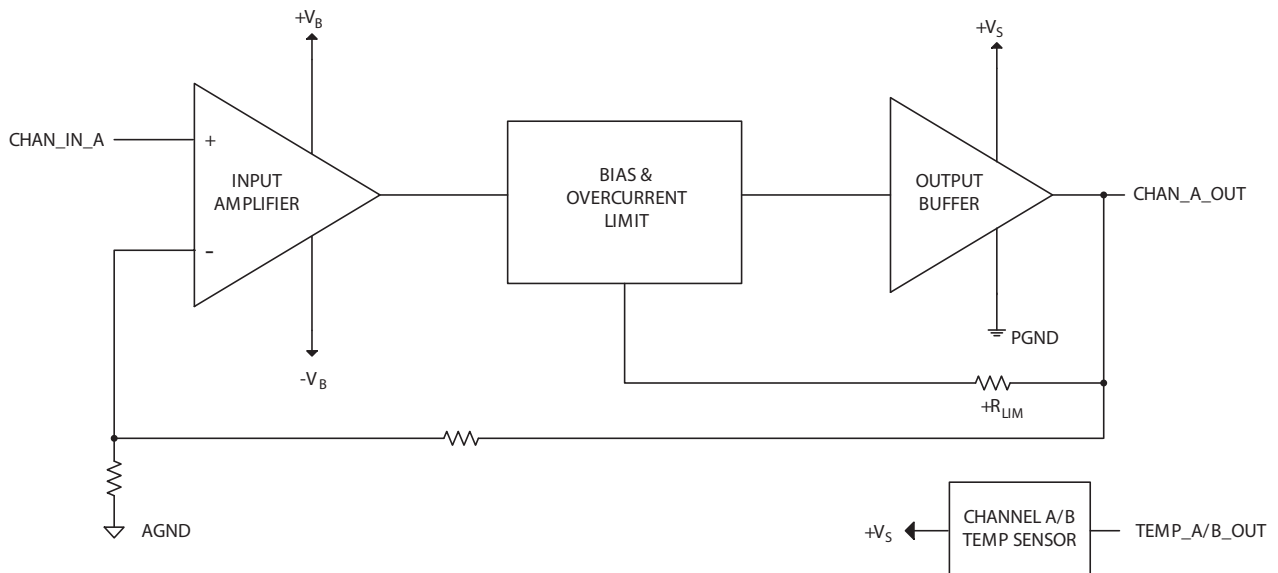 +V_B
+V_S
CHAN_IN_A
+
INPUT
AMPLIFIER
-
BIAS &
OVERCURRENT
LIMIT
OUTPUT
BUFFER
CHAN_A_OUT
PGND
-V_B
+R_LIM
AGND
+V_S
CHANNEL A/B
TEMP SENSOR
TEMP_A/B_OUT